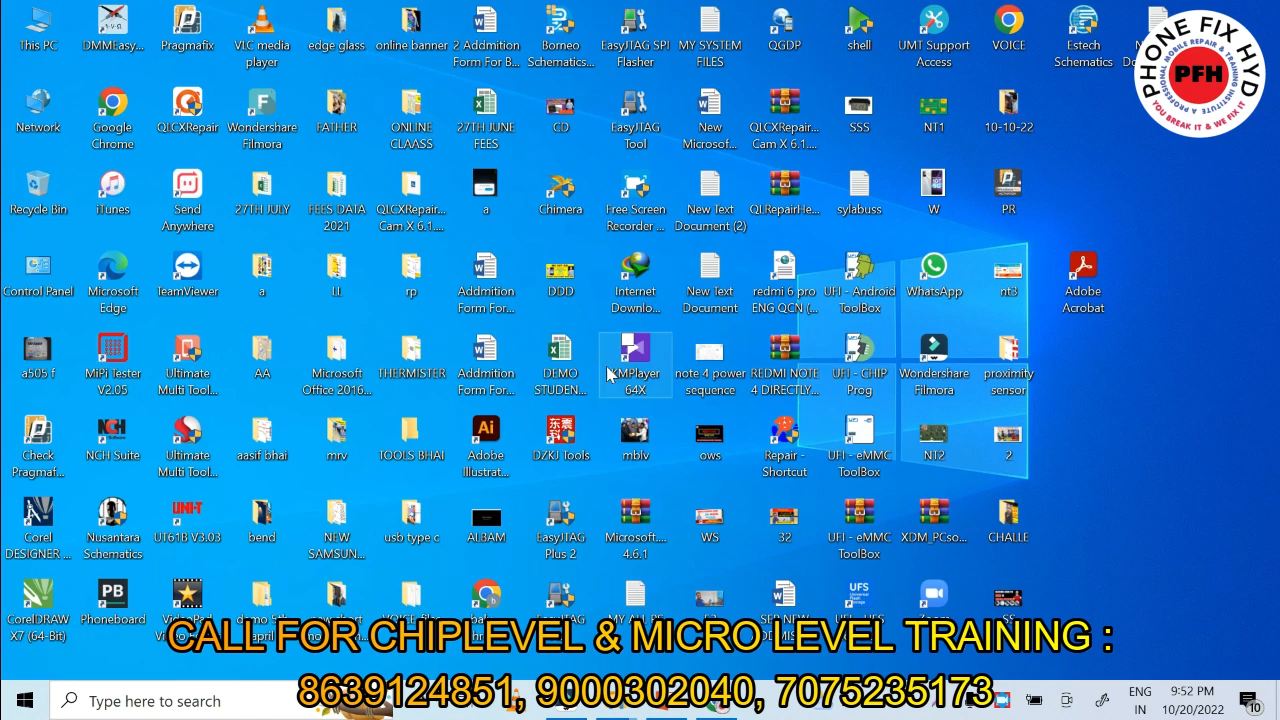 This PC
DMMEasy...
Pragmafix
VLC media
player
edge glass
online banner
2 Addmition
Form For B...
Borneo
Schematics...
EasyJTAG SPI
Flasher
MY SYSTEM
FILES
QGDP
shell
UMT Support
Access
VOICE
Estech
Schematics
PHONE FIX HYD
PROFESSIONAL MOBILE REPAIR & TRAINING INSTITUTE
PFH
YOU BREAK IT & WE FIX IT
Network
Google
Chrome
QLCXRepair
Wondershare
Filmora
FATHER
ONLINE
CLAASS
27TH JUNE
FEES
CD
EasyJTAG
Tool
New
Microsof...
QLCXRepair...
Cam X 6.1....
SSS
NT1
10-10-22
Recycle Bin
iTunes
Send
Anywhere
27TH JULY
FEES DATA
2021
QLCXRepair...
Cam X 6.1....
a
Chimera
Free Screen
Recorder ...
New Text
Document (2)
QLRepairHe...
sylabuss
W
PR
Control Panel
Microsoft
Edge
TeamViewer
a
LL
rp
Addmition
Form For...
DDD
Internet
Downlo...
New Text
Document
redmi 6 pro
ENG QCN (...
UFI - Android
ToolBox
WhatsApp
nt3
Adobe
Acrobat
a505 f
MiPi Tester
V2.05
Ultimate
Multi Tool...
AA
Microsoft
Office 2016...
THERMISTER
Addmition
Form For...
DEMO
STUDEN...
KMPlayer
64X
note 4 power
sequence
REDMI NOTE
4 DIRECTLY...
UFI - CHIP
Prog
Wondershare
Filmora
proximity
sensor
Check
Pragmaf...
NCH Suite
Ultimate
Multi Tool...
aasif bhai
mrv
TOOLS BHAI
Adobe
Illustrat...
DZKJ Tools
mblv
ows
Repair -
Shortcut
UFI - eMMC
ToolBox
NT2
2
Corel
DESIGNER ...
Nusantara
Schematics
UT61B V3.03
bend
NEW
SAMSUN...
usb type c
ALBAM
EasyJTAG
Plus 2
Microsoft....
4.6.1
WS
32
UFI - eMMC
ToolBox
XDM_PCso...
CHALLE
CorelDRAW
X7 (64-Bit)
Phoneboard
CALL FOR CHIPLEVEL & MICRO LEVEL TRAINING :
8639124851, 9000302040, 7075235173
Type here to search
ENG
IN
9:52 PM
10/20/2022
10